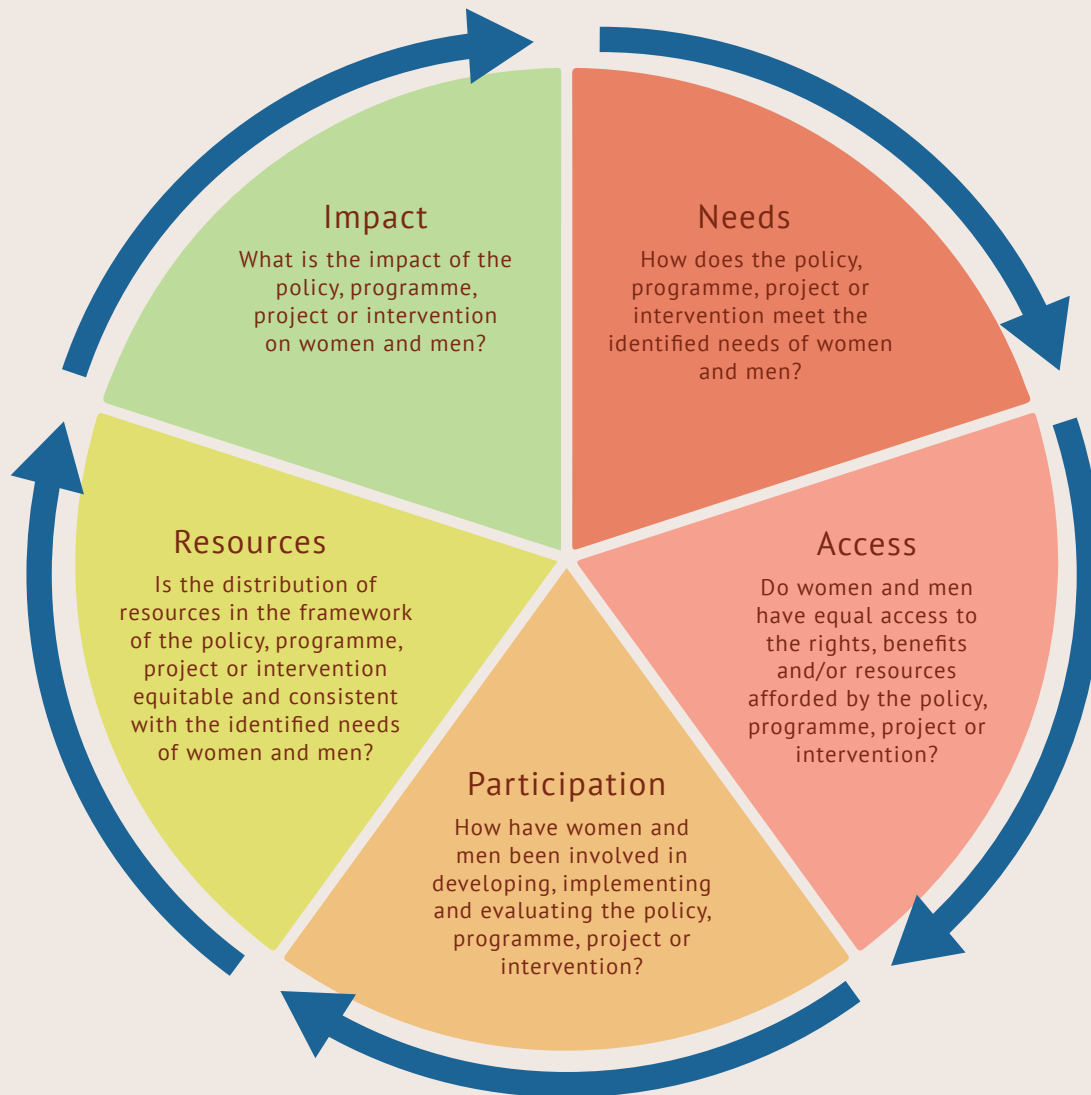 Impact
What is the impact of the
policy, programme,
project or intervention
on women and men?
Needs
How does the policy,
programme, project or
intervention meet the
identified needs of women
and men?
Access
Do women and men
have equal access to
the rights, benefits
and/or resources
afforded by the policy,
programme, project or
intervention?
Participation
How have women and
men been involved in
developing, implementing
and evaluating the policy,
programme, project or
intervention?
Resources
Is the distribution of
resources in the framework
of the policy, programme,
project or intervention
equitable and consistent
with the identified needs
of women and men?